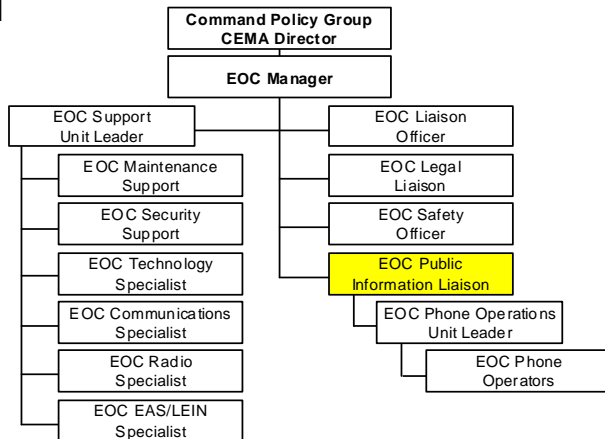 Command Policy Group
CEMA Director
EOC Manager
EOC Support
Unit Leader
EOC Maintenance
Support
EOC Security
Support
EOC Technology
Specialist
EOC Communications
Specialist
EOC Radio
Specialist
EOC EAS/LEIN
Specialist
EOC Liaison
Officer
EOC Legal
Liaison
EOC Safety
Officer
EOC Public
Information Liaison
EOC Phone Operations
Unit Leader
EOC Phone
Operators